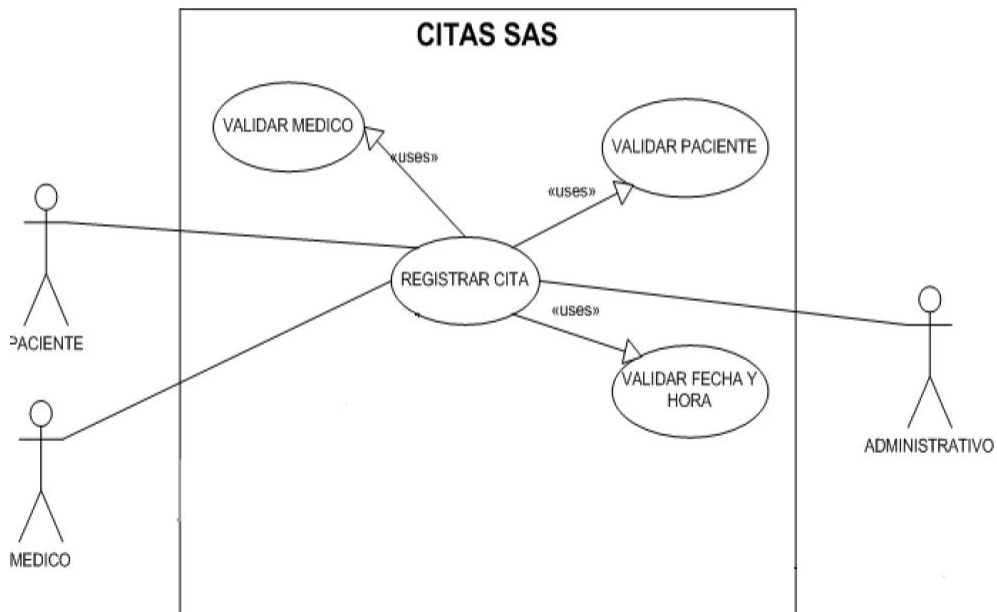 CITAS SAS
VALIDAR MEDICO
VALIDAR PACIENTE
«uses»
«uses»
REGISTRAR CITA
«uses»
PACIENTE
VALIDAR FECHA Y
HORA
ADMINISTRATIVO
MEDICO